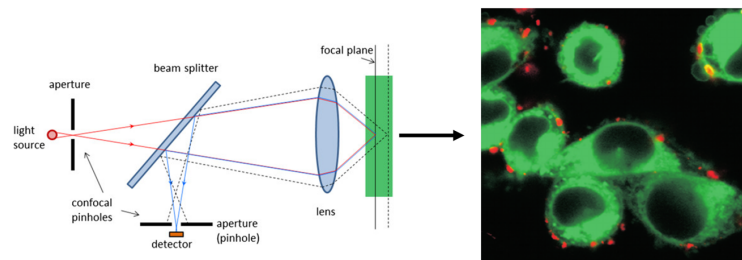 focal plane
beam splitter
aperture
light
source
confocal
pinholes
lens
aperture
(pinhole)
detector